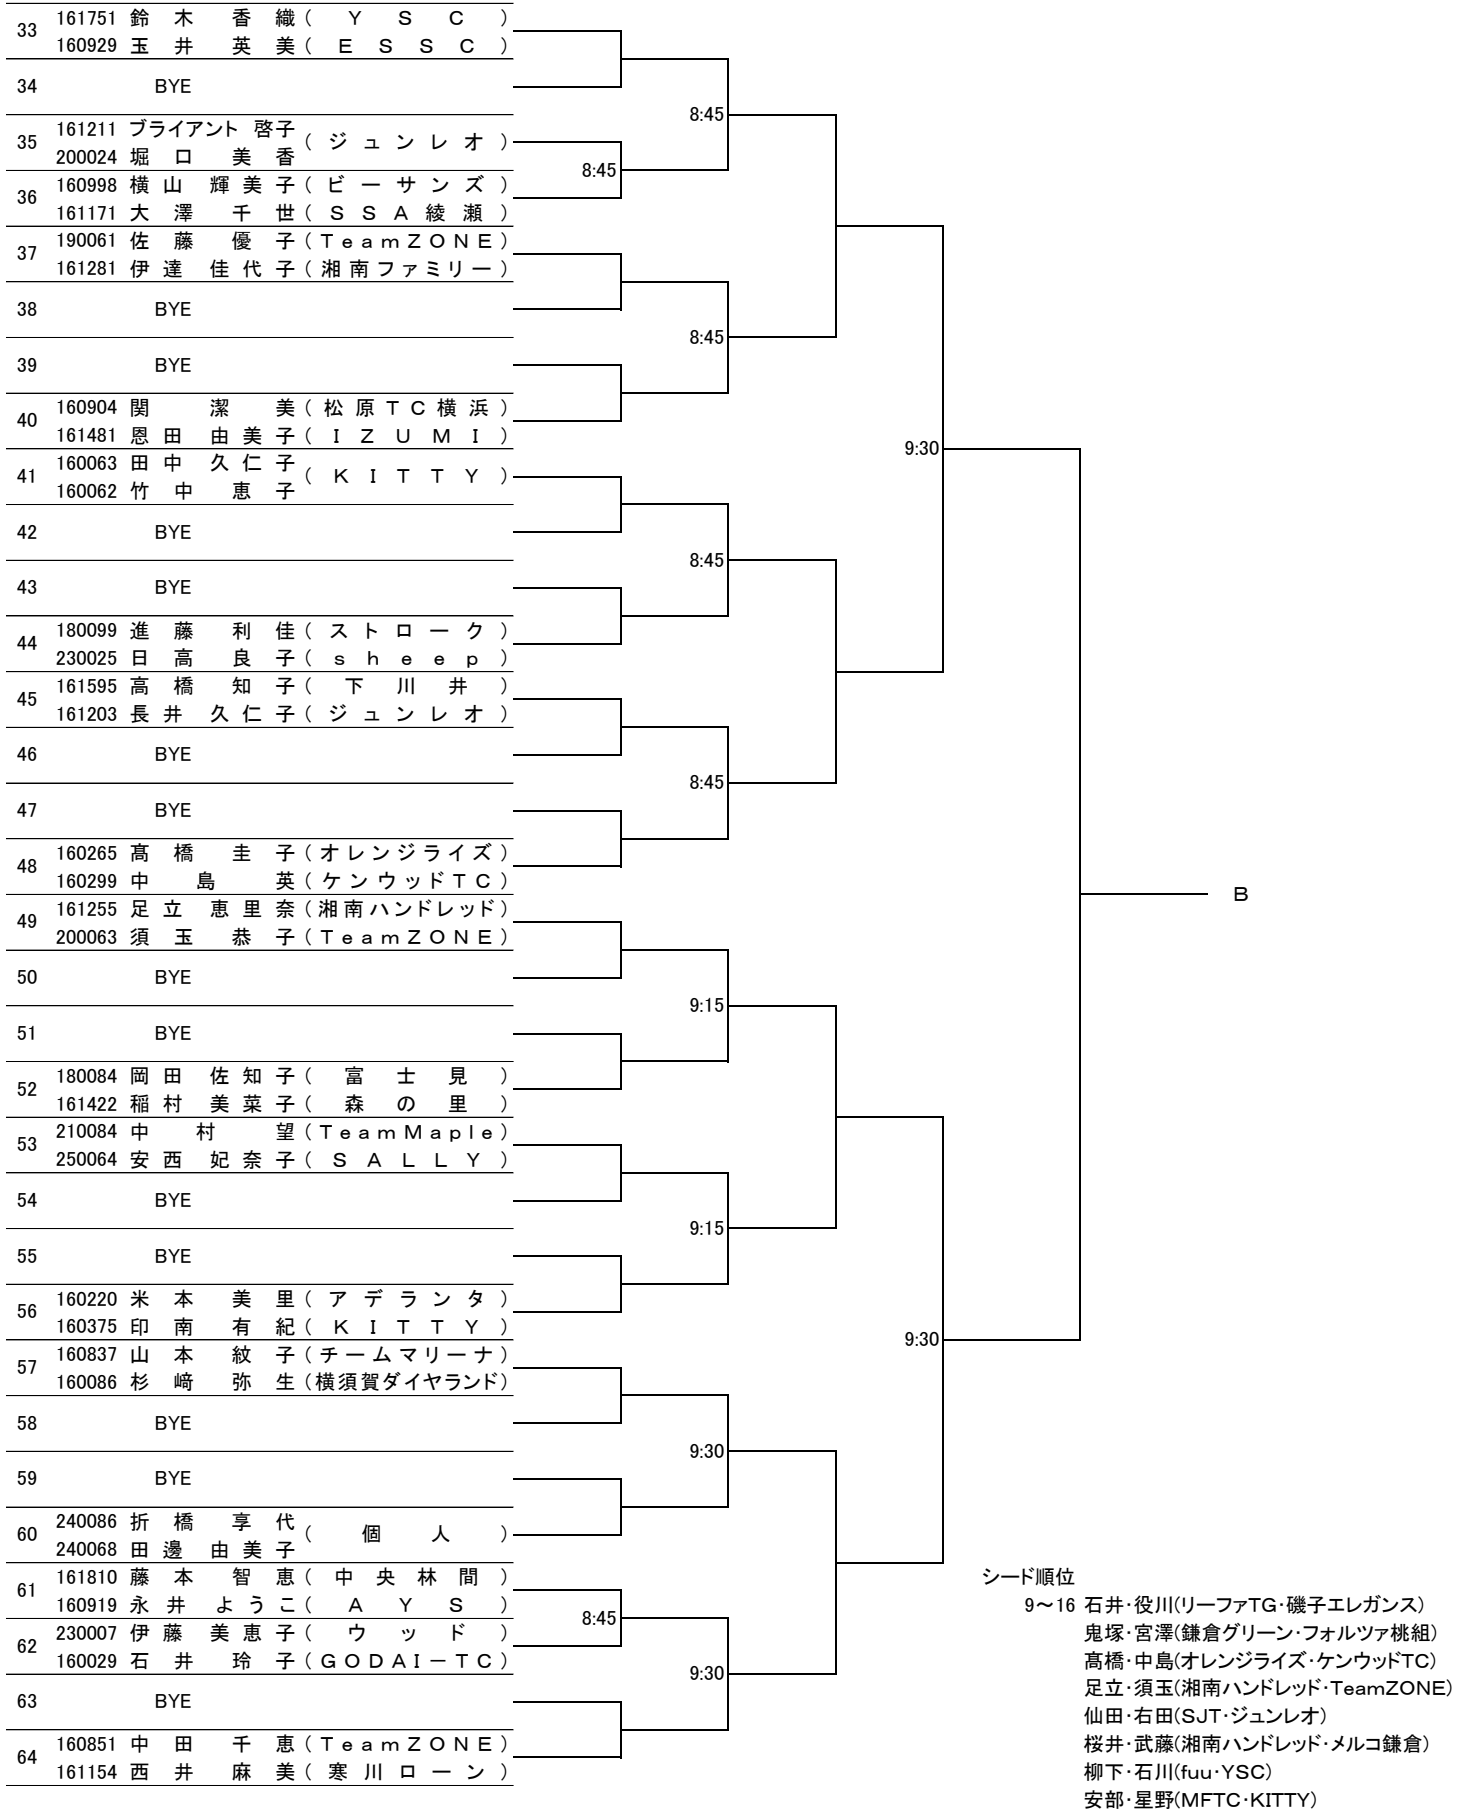 33 161751 鈴木 香織 (YSC)
160929 玉井 英美 (ESSC)
34 BYE
8:45
35 161211 ブライアント 啓子 (ジュンレオ)
200024 堀口 美香
8:45
36 160998 横山 輝美子 (ビーサンズ)
161171 大澤 千世 (SSA綾瀬)
37 190061 佐藤 優子 (TeamZONE)
161281 伊達 佳代子 (湘南ファミリー)
38 BYE
8:45
39 BYE
40 160904 関 潔美 (松原TC横浜)
161481 恩田 由美子 (IZUMI)
9:30
41 160063 田中 久仁子 (KITTY)
160062 竹中 恵子
42 BYE
8:45
43 BYE
44 180099 進藤 利佳 (ストローク)
230025 日高 良子 (sheep)
45 161595 高橋 知子 (下川井)
161203 長井 久仁子 (ジュンレオ)
46 BYE
8:45
47 BYE
48 160265 髙橋 圭子 (オレンジライズ)
160299 中島 英 (ケンウッドTC)
B
49 161255 足立 恵里奈 (湘南ハンドレッド)
200063 須玉 恭子 (TeamZONE)
50 BYE
9:15
51 BYE
52 180084 岡田 佐知子 (富士見)
161422 稲村 美菜子 (森の里)
53 210084 中村 望 (TeamMaple)
250064 安西 妃奈子 (SALLY)
54 BYE
9:15
55 BYE
56 160220 米本 美里 (アデランタ)
160375 印南 有紀 (KITTY)
9:30
57 160837 山本 紋子 (チームマリーナ)
160086 杉﨑 弥生 (横須賀ダイヤランド)
58 BYE
9:30
59 BYE
60 240086 折橋 享代 (個人)
240068 田邊 由美子
61 161810 藤本 智恵 (中央林間)
160919 永井 ようこ (AYS)
8:45
62 230007 伊藤 美恵子 (ウッド)
160029 石井 玲子 (GODAI－TC)
9:30
63 BYE
64 160851 中田 千恵 (TeamZONE)
161154 西井 麻美 (寒川ローン)
シード順位
9～16 石井・役川(リーファTG・磯子エレガンス)
鬼塚・宮澤(鎌倉グリーン・フォルツァ桃組)
髙橋・中島(オレンジライズ・ケンウッドTC)
足立・須玉(湘南ハンドレッド・TeamZONE)
仙田・右田(SJT・ジュンレオ)
桜井・武藤(湘南ハンドレッド・メルコ鎌倉)
柳下・石川(fuu・YSC)
安部・星野(MFTC・KITTY)